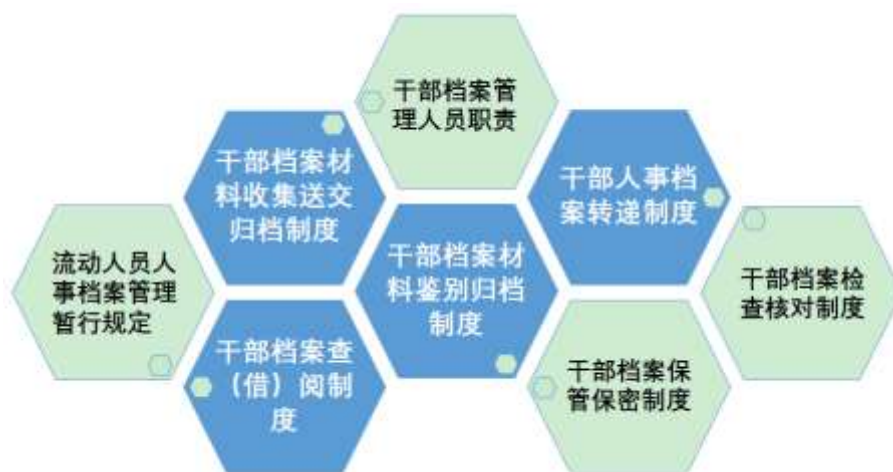 干部档案管
理人员职责
干部档案材
料收集送交
归档制度
干部人事档
案转递制度
流动人员人
事档案管理
暂行规定
干部档案材
料鉴别归档
制度
干部档案检
查核对制度
干部档案查
（借）阅制
度
干部档案保
管保密制度